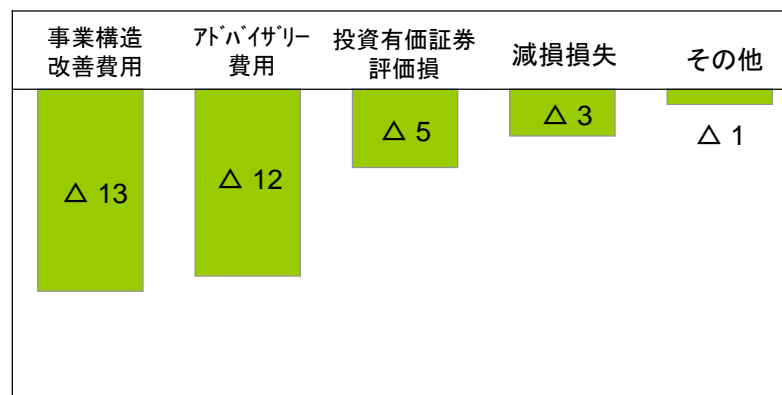 事業構造
改善費用
ｱﾄﾞﾊﾞｲｻﾞﾘｰ
費用
投資有価証券
評価損
減損損失
その他
△ 13
△ 12
△ 5
△ 3
△ 1